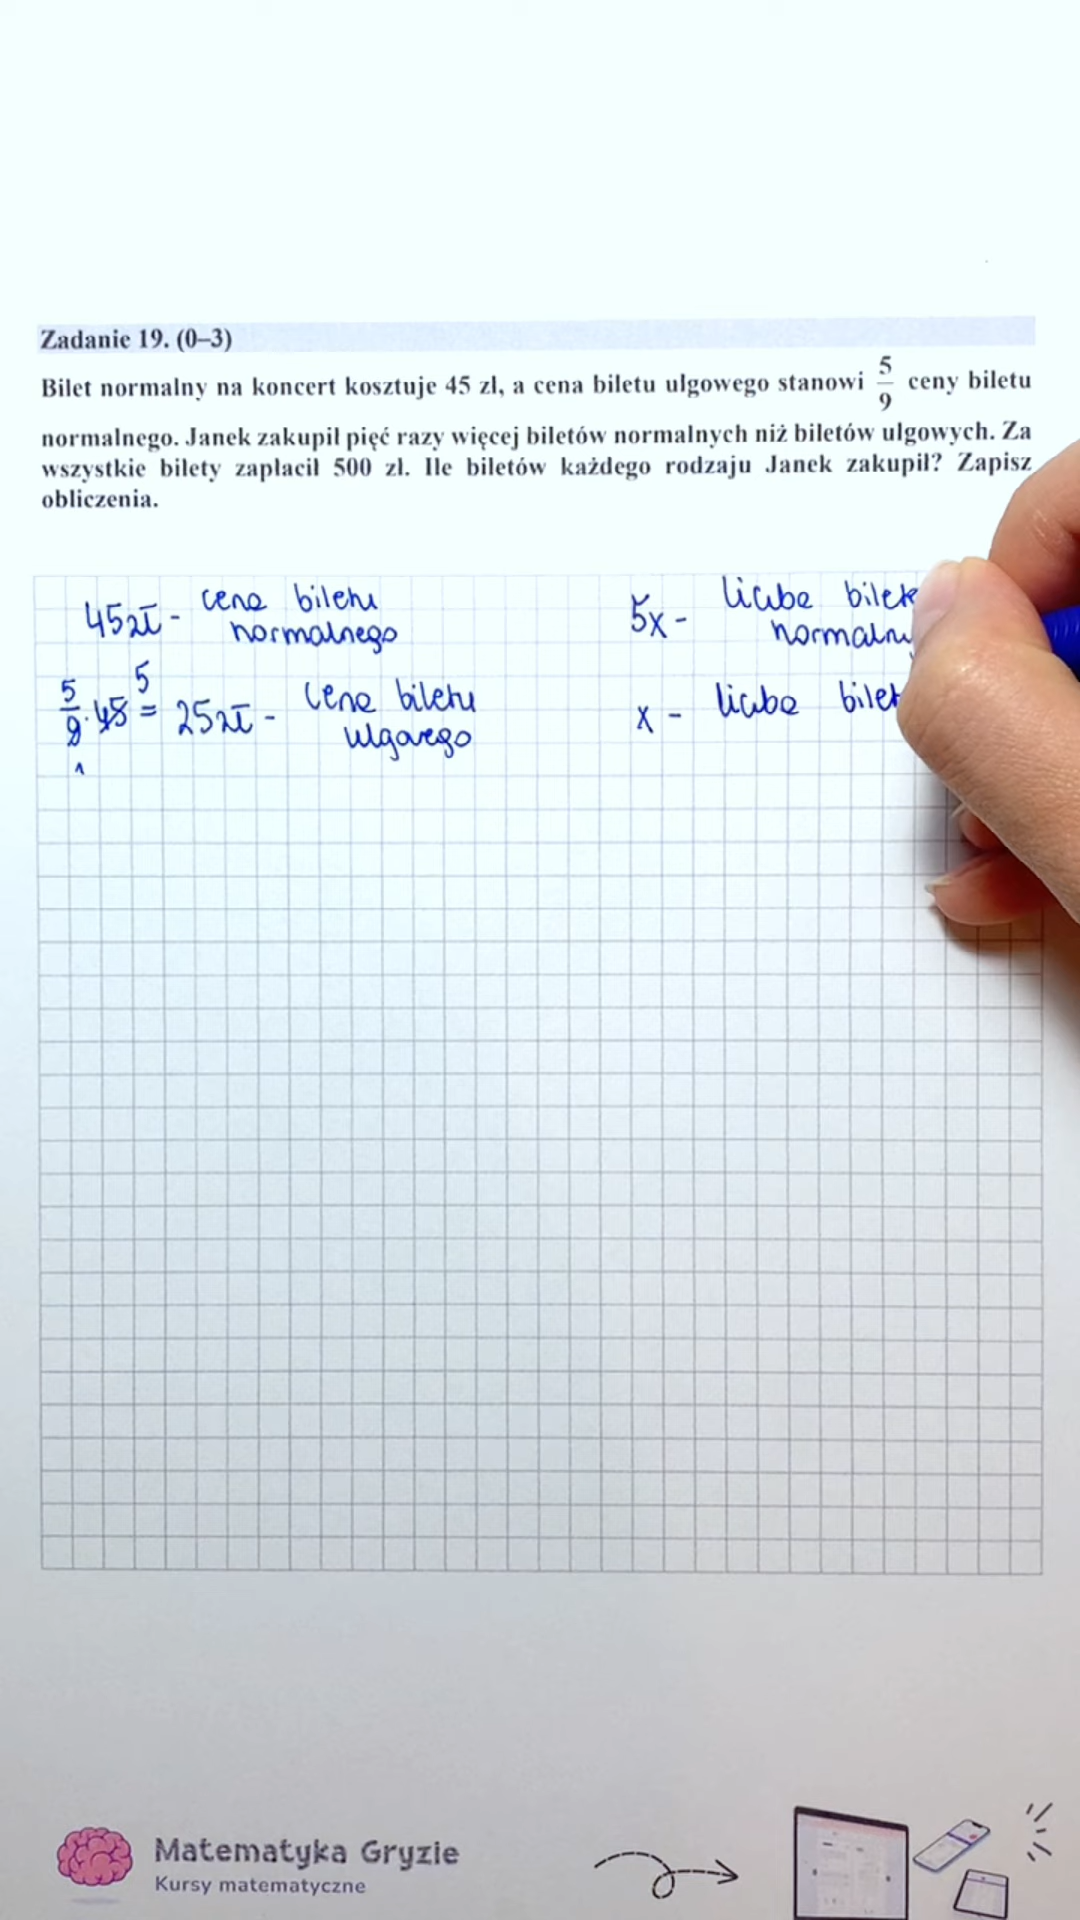 Zadanie 19. (0–3)
Bilet normalny na koncert kosztuje 45 zł, a cena biletu ulgowego stanowi 5/9 ceny biletu
normalnego. Janek zakupił pięć razy więcej biletów normalnych niż biletów ulgowych. Za
wszystkie bilety zapłacił 500 zł. Ile biletów każdego rodzaju Janek zakupił? Zapisz
obliczenia.
45zł - cena biletu
normalnego
5x - liczba
5/9 · 45 = 25zł - cena biletu
5
1
ulgowego
x - liczba
Matematyka Gryzie
Kursy matematyczne